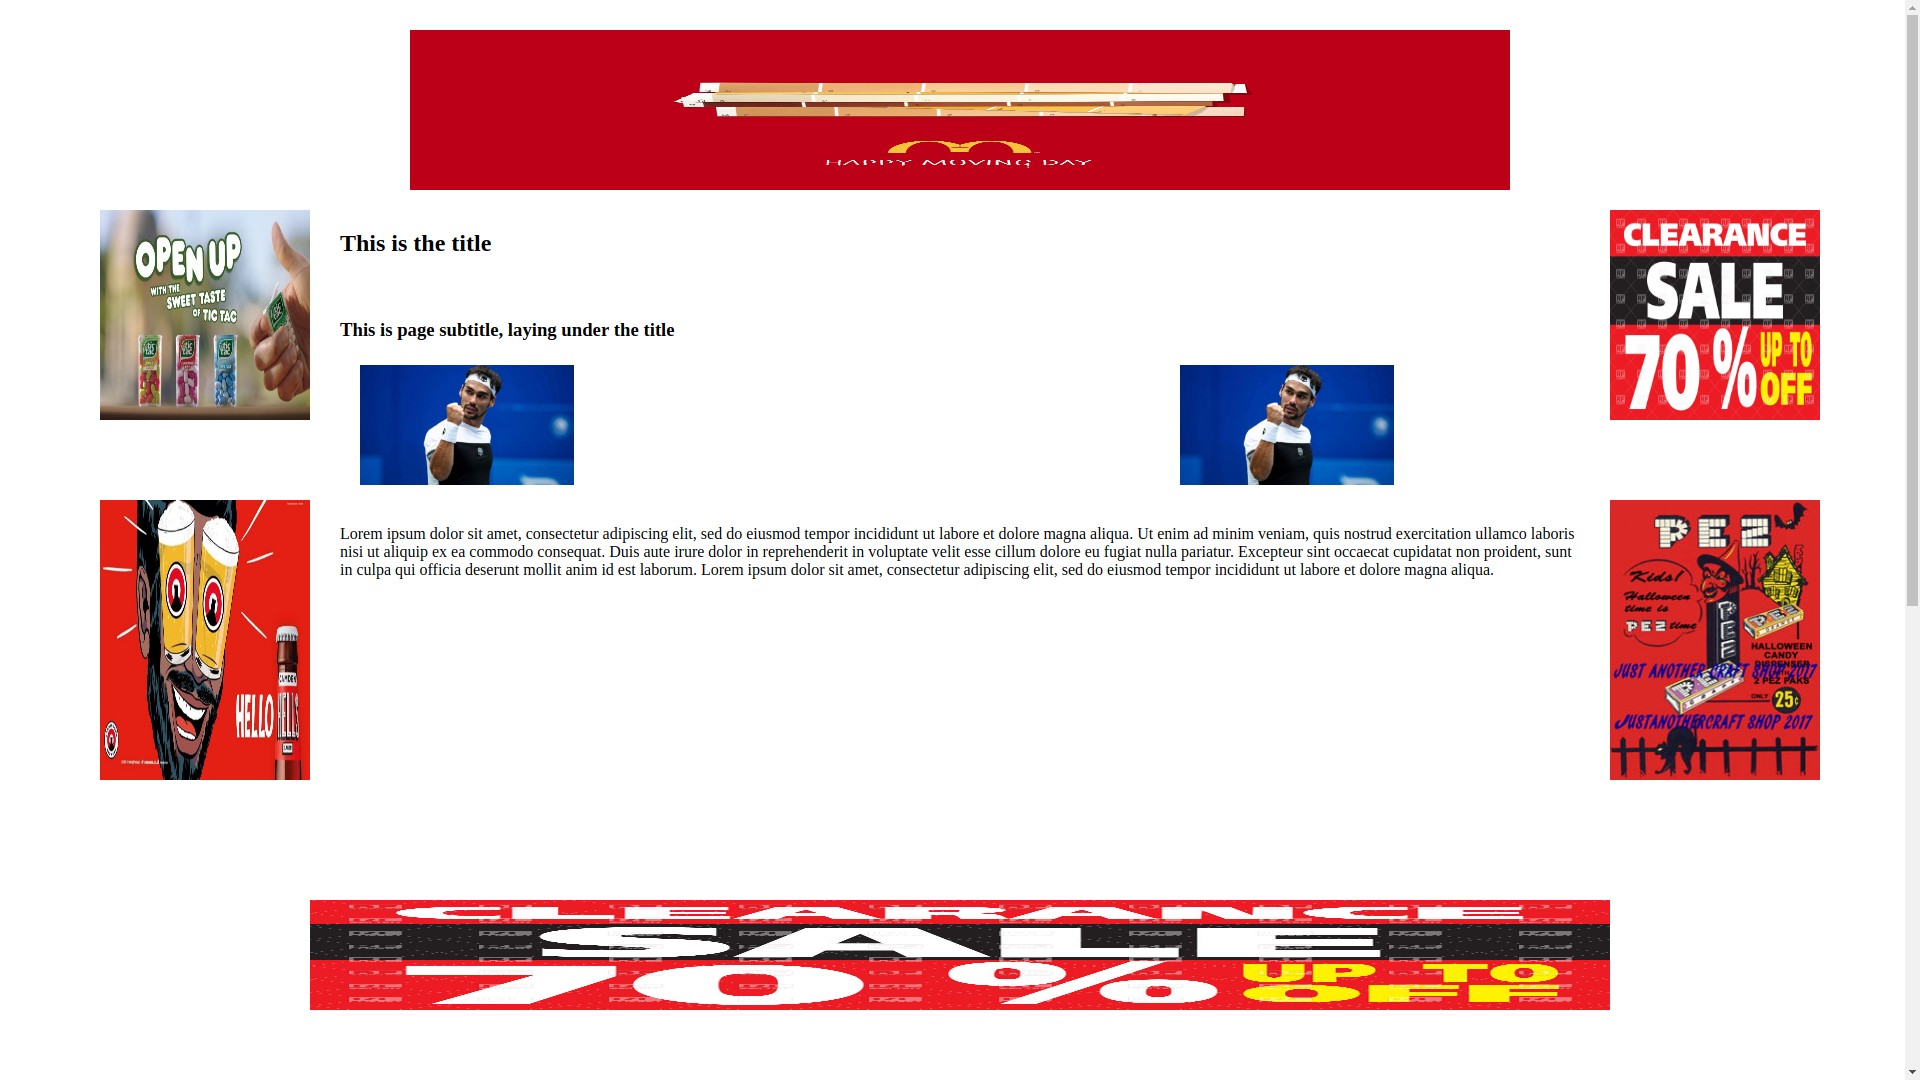 HAPPY MOVING DAY
OPEN UP
WITH THE
SWEET TASTE
OF TIC TAC
This is the title
This is page subtitle, laying under the title
CLEARANCE
SALE
70% UP TO
OFF
Lorem ipsum dolor sit amet, consectetur adipiscing elit, sed do eiusmod tempor incididunt ut labore et dolore magna aliqua. Ut enim ad minim veniam, quis nostrud exercitation ullamco laboris
nisi ut aliquip ex ea commodo consequat. Duis aute irure dolor in reprehenderit in voluptate velit esse cillum dolore eu fugiat nulla pariatur. Excepteur sint occaecat cupidatat non proident, sunt
in culpa qui officia deserunt mollit anim id est laborum. Lorem ipsum dolor sit amet, consectetur adipiscing elit, sed do eiusmod tempor incididunt ut labore et dolore magna aliqua.
CAMDEN
HELLO HELLS
PEZ
Kids!
Halloween
time is
PEZ time
PEZ
PEZ
HALLOWEEN
CANDY
DISPENSER
JUST ANOTHER CRAFT SHOP 2017
2 PEZ PAKS
ONLY 25¢
JUSTANOTHERCRAFT SHOP 2017
CLEARANCE
SALE
70% UP TO
OFF